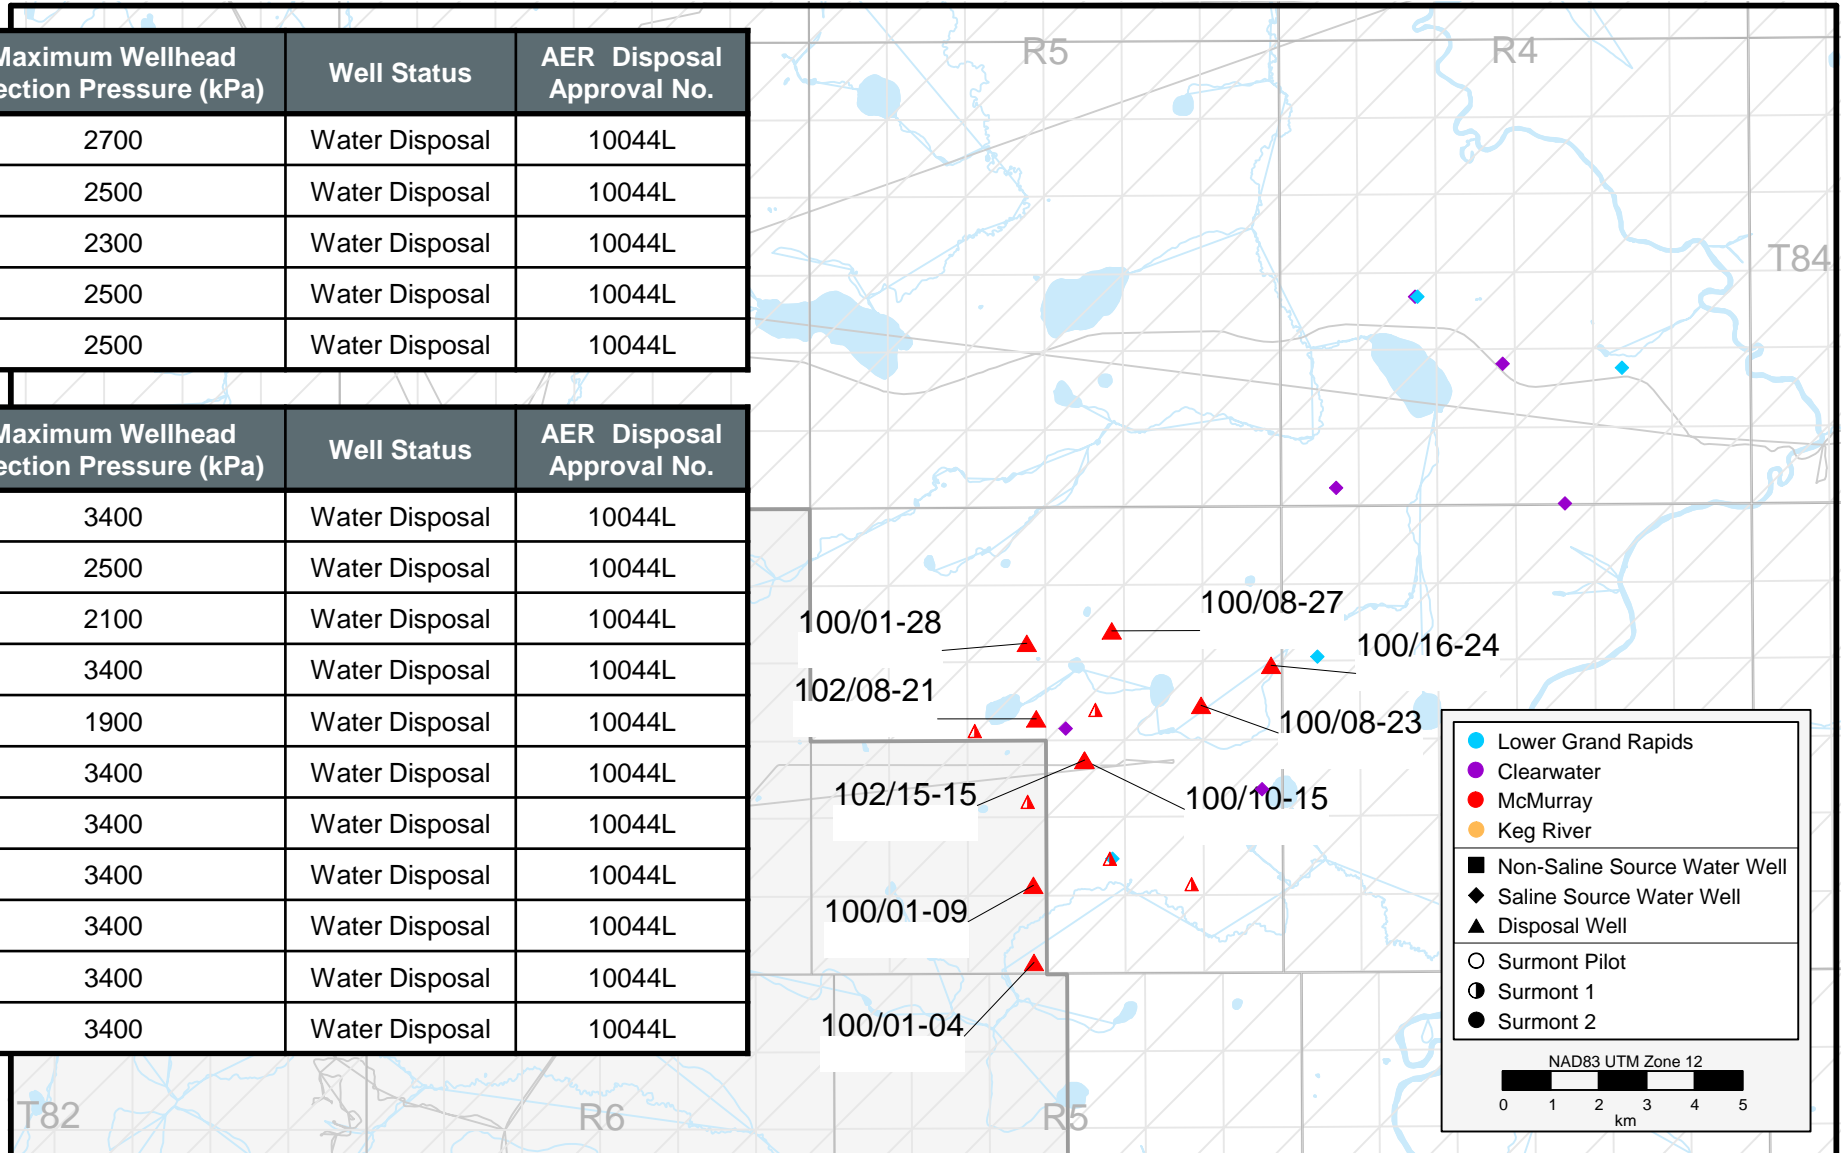 Maximum Wellhead
ection Pressure (kPa)
Well Status
AER Disposal
Approval No.
2700 Water Disposal 10044L
2500 Water Disposal 10044L
2300 Water Disposal 10044L
2500 Water Disposal 10044L
2500 Water Disposal 10044L
Maximum Wellhead
ection Pressure (kPa)
Well Status
AER Disposal
Approval No.
3400 Water Disposal 10044L
2500 Water Disposal 10044L
2100 Water Disposal 10044L
3400 Water Disposal 10044L
1900 Water Disposal 10044L
3400 Water Disposal 10044L
3400 Water Disposal 10044L
3400 Water Disposal 10044L
3400 Water Disposal 10044L
3400 Water Disposal 10044L
3400 Water Disposal 10044L
R5
R4
T84
100/08-27
100/01-28
100/16-24
102/08-21
100/08-23
102/15-15
100/10-15
100/01-09
100/01-04
T82
R6
R5
Lower Grand Rapids
Clearwater
McMurray
Keg River
Non-Saline Source Water Well
Saline Source Water Well
Disposal Well
Surmont Pilot
Surmont 1
Surmont 2
NAD83 UTM Zone 12
0 1 2 3 4 5
km